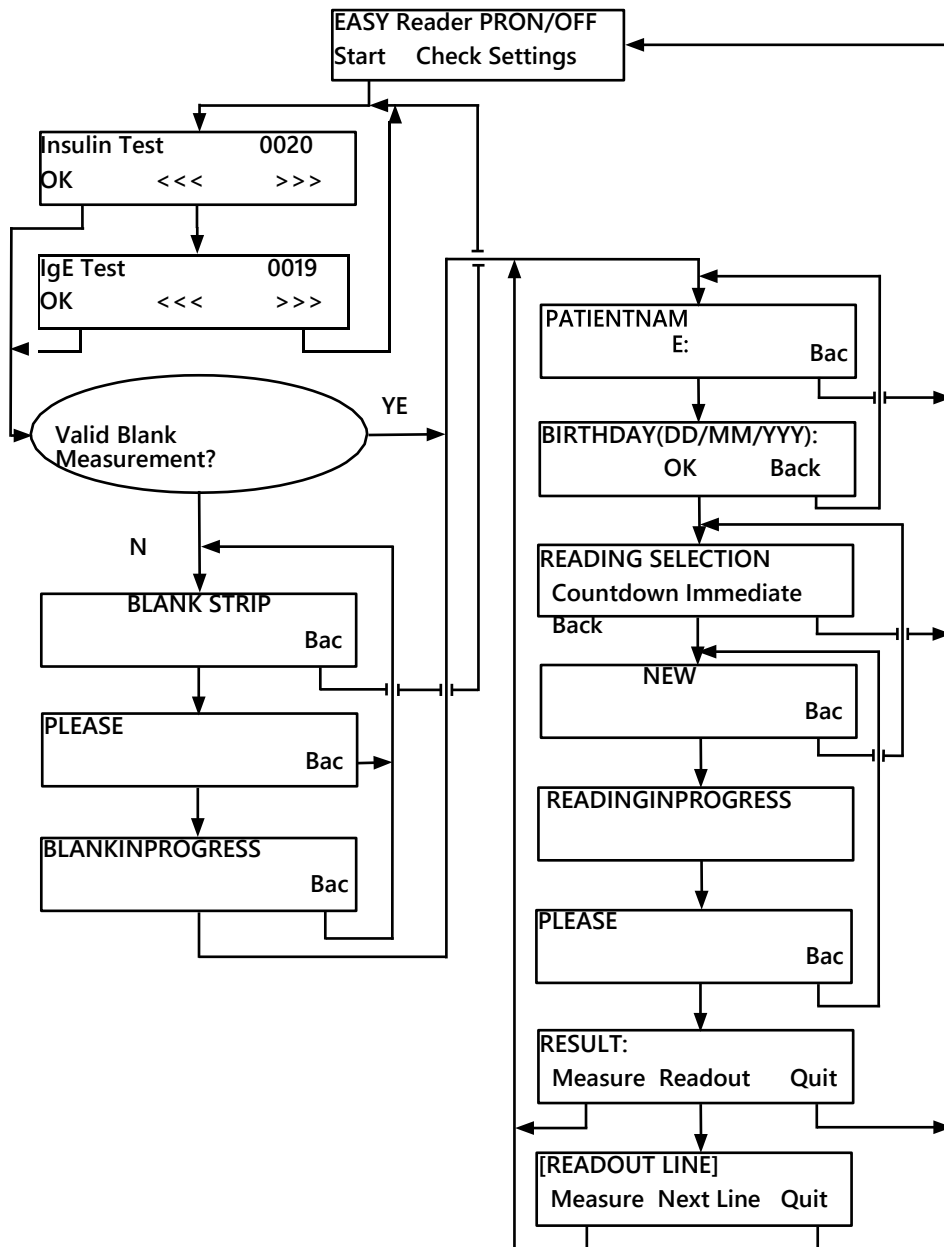 EASY Reader PRON/OFF
Start Check Settings
Insulin Test 0020
OK <<< >>>
IgE Test 0019
OK <<< >>>
Valid Blank
Measurement?
YE
N
BLANK STRIP
Bac
PLEASE
Bac
BLANKINPROGRESS
Bac
PATIENTNAM
E:
Bac
BIRTHDAY(DD/MM/YYY):
OK Back
READING SELECTION
Countdown Immediate
Back
NEW
Bac
READINGINPROGRESS
PLEASE
Bac
RESULT:
Measure Readout Quit
[READOUT LINE]
Measure Next Line Quit